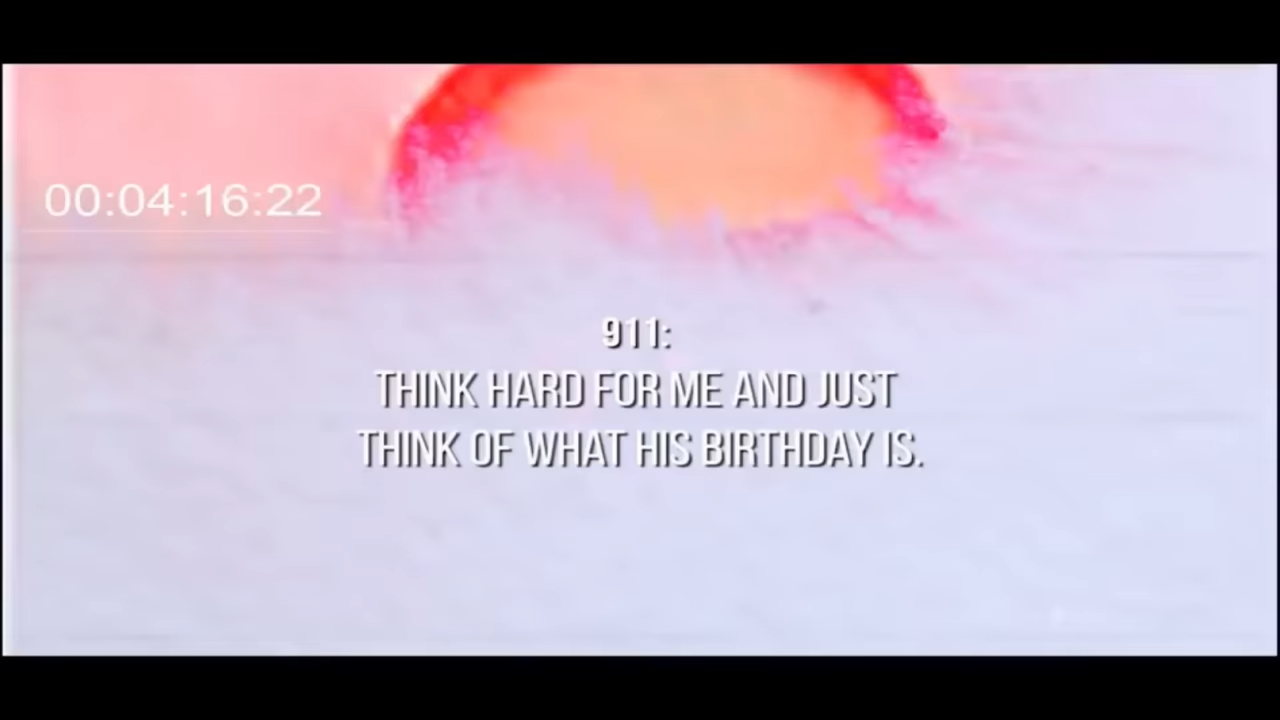 00:04:16:22
911:
THINK HARD FOR ME AND JUST
THINK OF WHAT HIS BIRTHDAY IS.